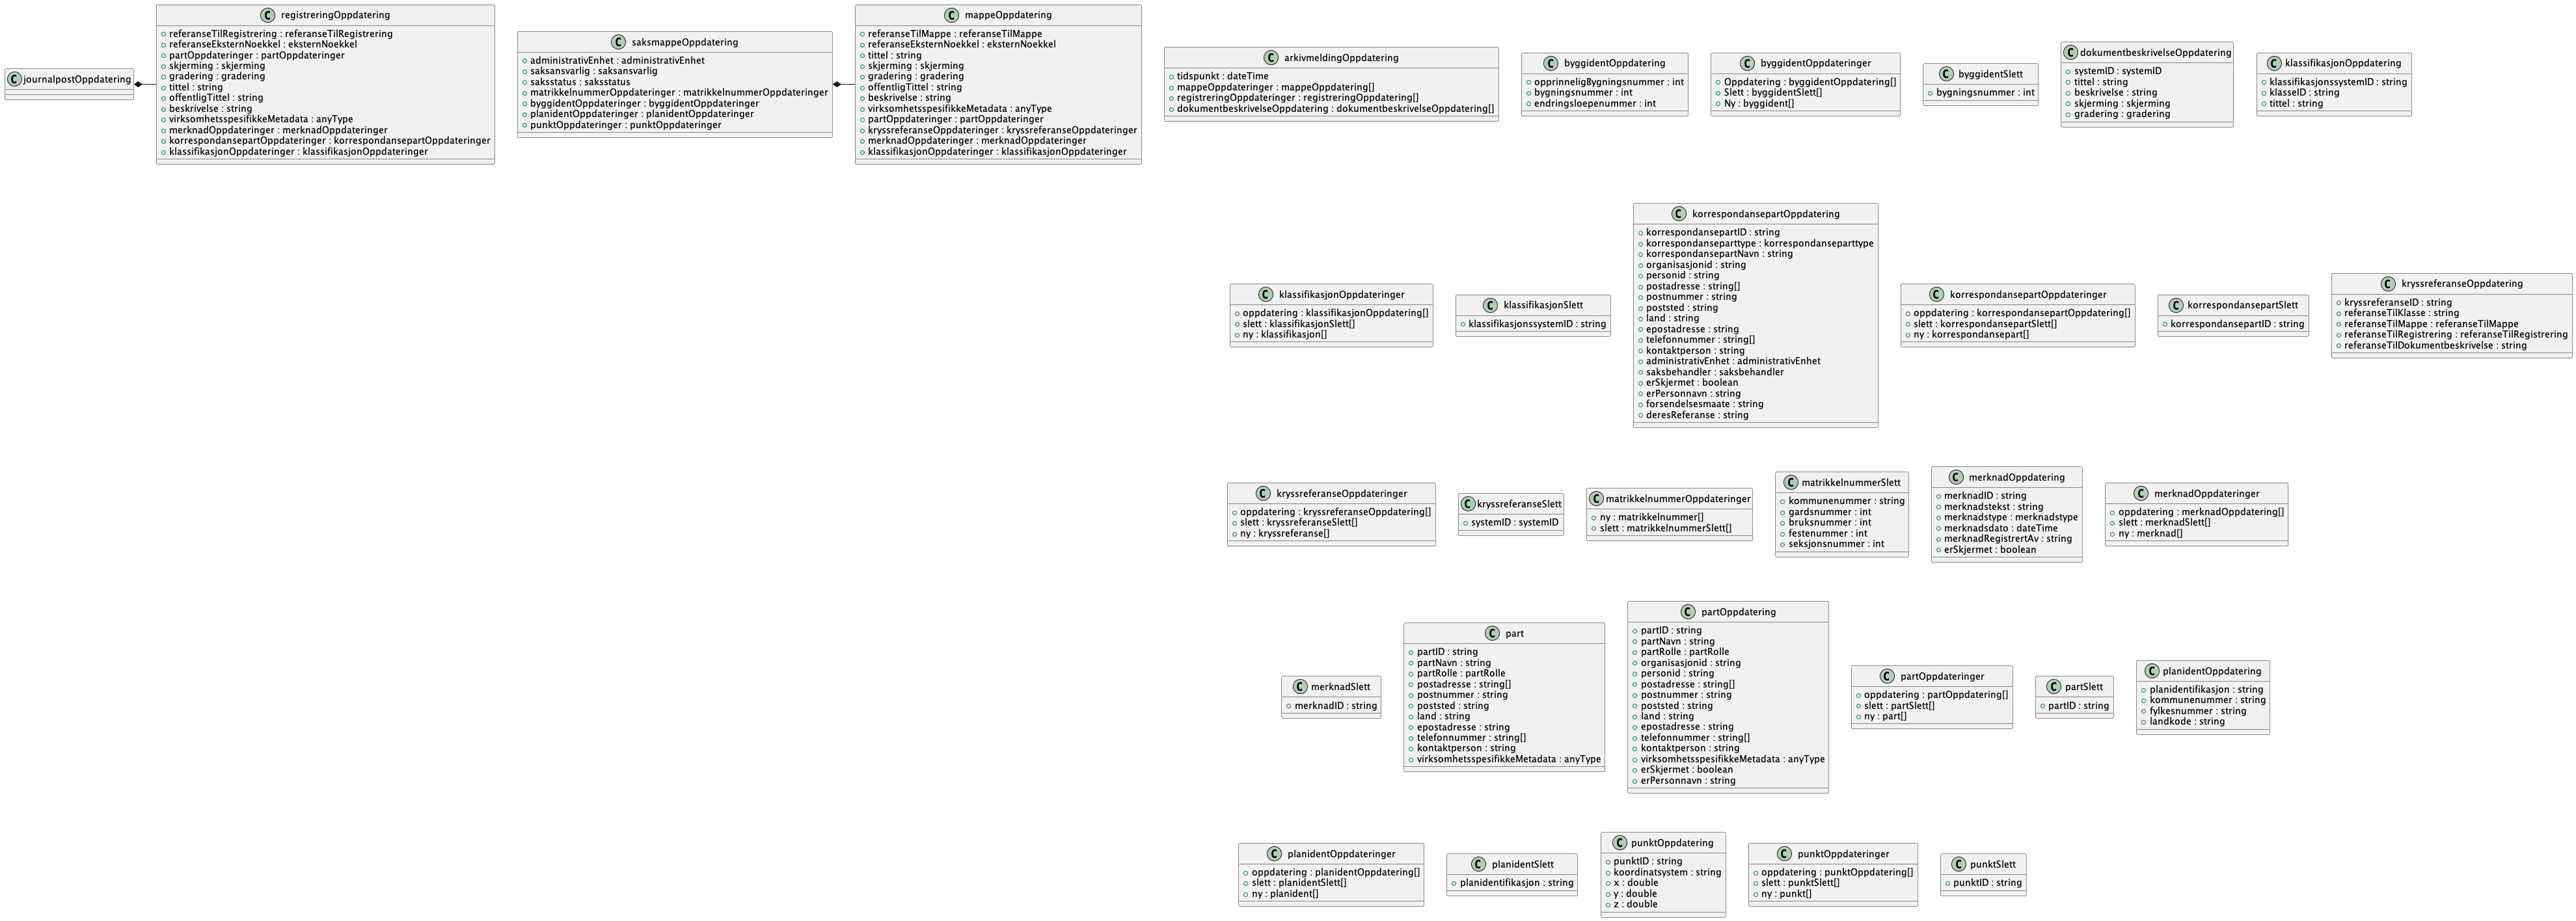 journalpostOppdatering
registreringOppdatering
referanseTilRegistrering : referanseTilRegistrering
referanseEksternNoekkel : eksternNoekkel
partOppdateringer : partOppdateringer
skjerming : skjerming
gradering : gradering
tittel : string
offentligTittel : string
beskrivelse : string
virksomhetsspesifikkeMetadata : anyType
merknadOppdateringer : merknadOppdateringer
korrespondansepartOppdateringer : korrespondansepartOppdateringer
klassifikasjonOppdateringer : klassifikasjonOppdateringer
saksmappeOppdatering
administrativEnhet : administrativEnhet
saksansvarlig : saksansvarlig
saksstatus : saksstatus
matrikkelnummerOppdateringer : matrikkelnummerOppdateringer
byggidentOppdateringer : byggidentOppdateringer
planidentOppdateringer : planidentOppdateringer
punktOppdateringer : punktOppdateringer
mappeOppdatering
referanseTilMappe : referanseTilMappe
referanseEksternNoekkel : eksternNoekkel
tittel : string
skjerming : skjerming
gradering : gradering
offentligTittel : string
beskrivelse : string
virksomhetsspesifikkeMetadata : anyType
partOppdateringer : partOppdateringer
kryssreferanseOppdateringer : kryssreferanseOppdateringer
merknadOppdateringer : merknadOppdateringer
klassifikasjonOppdateringer : klassifikasjonOppdateringer
arkivmeldingOppdatering
tidspunkt : dateTime
mappeOppdateringer : mappeOppdatering[]
registreringOppdateringer : registreringOppdatering[]
dokumentbeskrivelseOppdatering : dokumentbeskrivelseOppdatering[]
byggidentOppdatering
opprinneligBygningsnummer : int
bygningsnummer : int
endringsloepenummer : int
byggidentOppdateringer
Oppdatering : byggidentOppdatering[]
Slett : byggidentSlett[]
Ny : byggident[]
byggidentSlett
bygningsnummer : int
dokumentbeskrivelseOppdatering
systemID : systemID
tittel : string
beskrivelse : string
skjerming : skjerming
gradering : gradering
klassifikasjonOppdatering
klassifikasjonssystemID : string
klasseID : string
tittel : string
klassifikasjonOppdateringer
oppdatering : klassifikasjonOppdatering[]
slett : klassifikasjonSlett[]
ny : klassifikasjon[]
klassifikasjonSlett
klassifikasjonssystemID : string
korrespondansepartOppdatering
korrespondansepartID : string
korrespondanseparttype : korrespondanseparttype
korrespondansepartNavn : string
organisasjonid : string
personid : string
postadresse : string[]
postnummer : string
poststed : string
land : string
epostadresse : string
telefonnummer : string[]
kontaktperson : string
administrativEnhet : administrativEnhet
saksbehandler : saksbehandler
erSkjermet : boolean
erPersonnavn : string
forsendelsesmaate : string
deresReferanse : string
korrespondansepartOppdateringer
oppdatering : korrespondansepartOppdatering[]
slett : korrespondansepartSlett[]
ny : korrespondansepart[]
korrespondansepartSlett
korrespondansepartID : string
kryssreferanseOppdatering
kryssreferanseID : string
referanseTilKlasse : string
referanseTilMappe : referanseTilMappe
referanseTilRegistrering : referanseTilRegistrering
referanseTilDokumentbeskrivelse : string
kryssreferanseOppdateringer
oppdatering : kryssreferanseOppdatering[]
slett : kryssreferanseSlett[]
ny : kryssreferanse[]
kryssreferanseSlett
systemID : systemID
matrikkelnummerOppdateringer
ny : matrikkelnummer[]
slett : matrikkelnummerSlett[]
matrikkelnummerSlett
kommunenummer : string
gardsnummer : int
bruksnummer : int
festenummer : int
seksjonsnummer : int
merknadOppdatering
merknadID : string
merknadstekst : string
merknadstype : merknadstype
merknadsdato : dateTime
merknadRegistrertAv : string
erSkjermet : boolean
merknadOppdateringer
oppdatering : merknadOppdatering[]
slett : merknadSlett[]
ny : merknad[]
merknadSlett
merknadID : string
part
partID : string
partNavn : string
partRolle : partRolle
postadresse : string[]
postnummer : string
poststed : string
land : string
epostadresse : string
telefonnummer : string[]
kontaktperson : string
virksomhetsspesifikkeMetadata : anyType
partOppdatering
partID : string
partNavn : string
partRolle : partRolle
organisasjonid : string
personid : string
postadresse : string[]
postnummer : string
poststed : string
land : string
epostadresse : string
telefonnummer : string[]
kontaktperson : string
virksomhetsspesifikkeMetadata : anyType
erSkjermet : boolean
erPersonnavn : string
partOppdateringer
oppdatering : partOppdatering[]
slett : partSlett[]
ny : part[]
partSlett
partID : string
planidentOppdatering
planidentifikasjon : string
kommunenummer : string
fylkesnummer : string
landkode : string
planidentOppdateringer
oppdatering : planidentOppdatering[]
slett : planidentSlett[]
ny : planident[]
planidentSlett
planidentifikasjon : string
punktOppdatering
punktID : string
koordinatsystem : string
x : double
y : double
z : double
punktOppdateringer
oppdatering : punktOppdatering[]
slett : punktSlett[]
ny : punkt[]
punktSlett
punktID : string